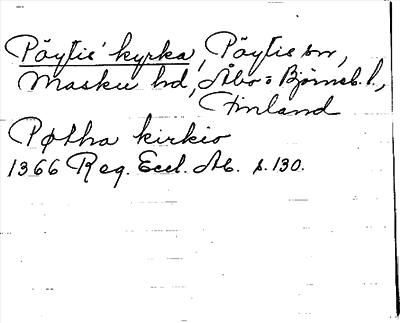 Pöytis kyrka, Pöytis sn,
Masku hd, Åbo = Björneb. l.,
Finland
Pøtha kirkio
1366 Reg. Eccl. Ab. s. 130.